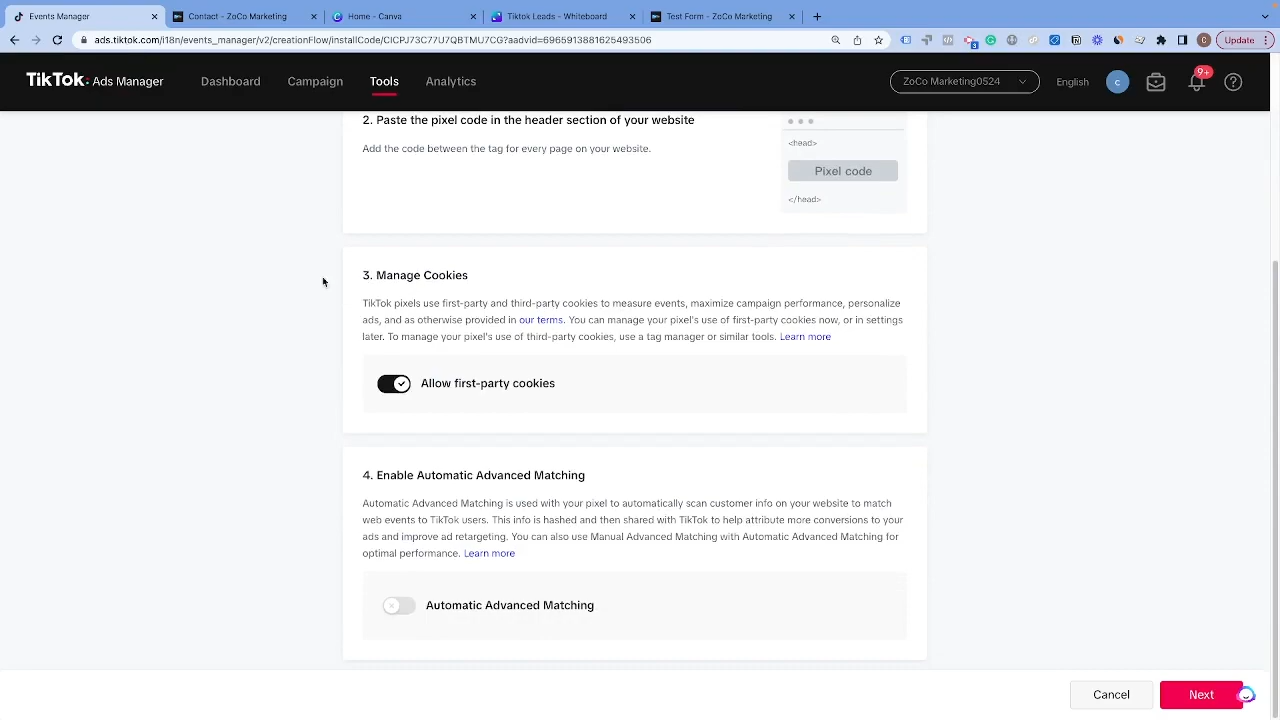 Events Manager
Contact - ZoCo Marketing
Home - Canva
Tiktok Leads - Whiteboard
Test Form - ZoCo Marketing
ads.tiktok.com/i18n/events_manager/v2/creationFlow/installCode/CICPJ73C77U7QBTMU7CG?aadvid=6965913881625493506
Update
TikTok: Ads Manager
Dashboard
Campaign
Tools
Analytics
ZoCo Marketing0524
English
C
9+
2. Paste the pixel code in the header section of your website
Add the code between the tag for every page on your website.
<head>
Pixel code
</head>
3. Manage Cookies
TikTok pixels use first-party and third-party cookies to measure events, maximize campaign performance, personalize
ads, and as otherwise provided in our terms. You can manage your pixel's use of first-party cookies now, or in settings
later. To manage your pixel's use of third-party cookies, use a tag manager or similar tools. Learn more
Allow first-party cookies
4. Enable Automatic Advanced Matching
Automatic Advanced Matching is used with your pixel to automatically scan customer info on your website to match
web events to TikTok users. This info is hashed and then shared with TikTok to help attribute more conversions to your
ads and improve ad retargeting. You can also use Manual Advanced Matching with Automatic Advanced Matching for
optimal performance. Learn more
Automatic Advanced Matching
Cancel
Next